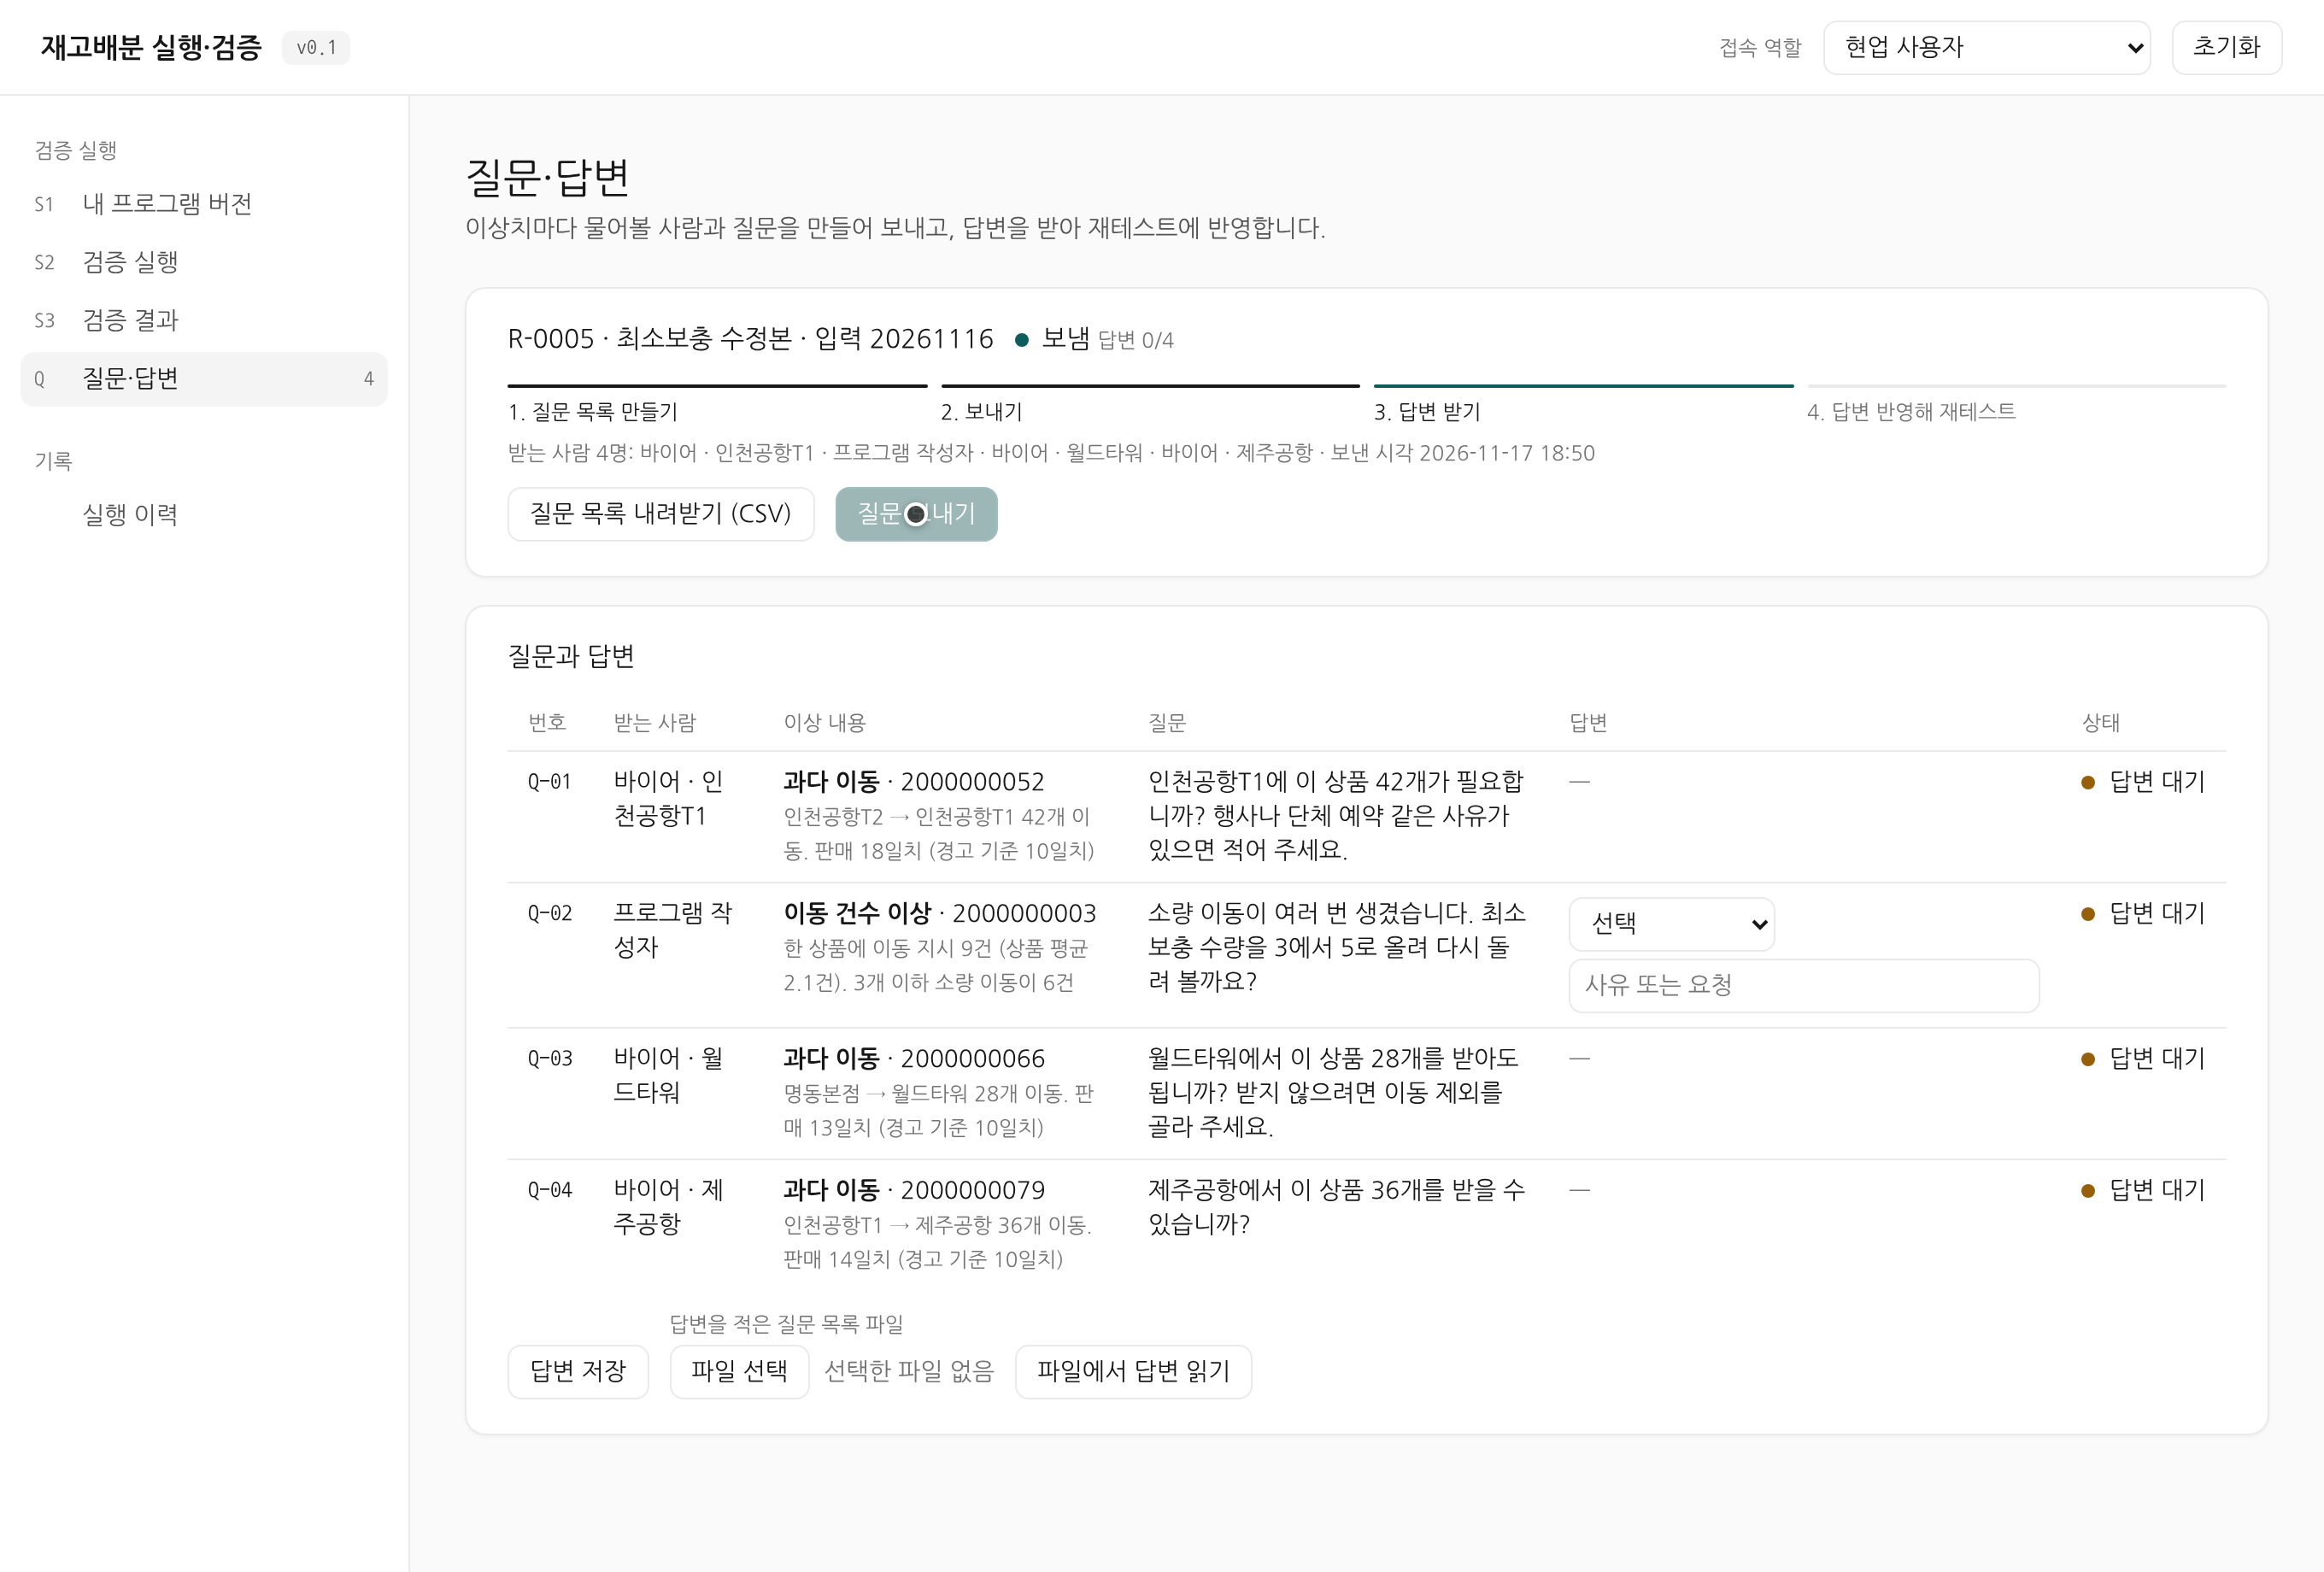 재고배분 실행·검증 v0.1 접속 역할 현업 사용자 초기화
검증 실행
S1 내 프로그램 버전
S2 검증 실행
S3 검증 결과
Q 질문·답변 4
기록
실행 이력
질문·답변
이상치마다 물어볼 사람과 질문을 만들어 보내고, 답변을 받아 재테스트에 반영합니다.
R-0005 · 최소보충 수정본 · 입력 20261116 보냄 답변 0/4
1. 질문 목록 만들기 2. 보내기 3. 답변 받기 4. 답변 반영해 재테스트
받는 사람 4명: 바이어 · 인천공항T1 · 프로그램 작성자 · 바이어 · 월드타워 · 바이어 · 제주공항 · 보낸 시각 2026-11-17 18:50
질문 목록 내려받기 (CSV) 질문 내기
질문과 답변
번호 받는 사람 이상 내용 질문 답변 상태
Q-01 바이어 · 인 과다 이동 · 2000000052 인천공항T1에 이 상품 42개가 필요합 — 답변 대기
천공항T1 인천공항T2 → 인천공항T1 42개 이 니까? 행사나 단체 예약 같은 사유가
동. 판매 18일치 (경고 기준 10일치) 있으면 적어 주세요.
Q-02 프로그램 작 이동 건수 이상 · 2000000003 소량 이동이 여러 번 생겼습니다. 최소 선택 답변 대기
성자 한 상품에 이동 지시 9건 (상품 평균 보충 수량을 3에서 5로 올려 다시 돌
2.1건). 3개 이하 소량 이동이 6건 려 볼까요? 사유 또는 요청
Q-03 바이어 · 월 과다 이동 · 2000000066 월드타워에서 이 상품 28개를 받아도 — 답변 대기
드타워 명동본점 → 월드타워 28개 이동. 판 됩니까? 받지 않으려면 이동 제외를
매 13일치 (경고 기준 10일치) 골라 주세요.
Q-04 바이어 · 제 과다 이동 · 2000000079 제주공항에서 이 상품 36개를 받을 수 — 답변 대기
주공항 인천공항T1 → 제주공항 36개 이동. 있습니까?
판매 14일치 (경고 기준 10일치)
답변을 적은 질문 목록 파일
답변 저장 파일 선택 선택한 파일 없음 파일에서 답변 읽기